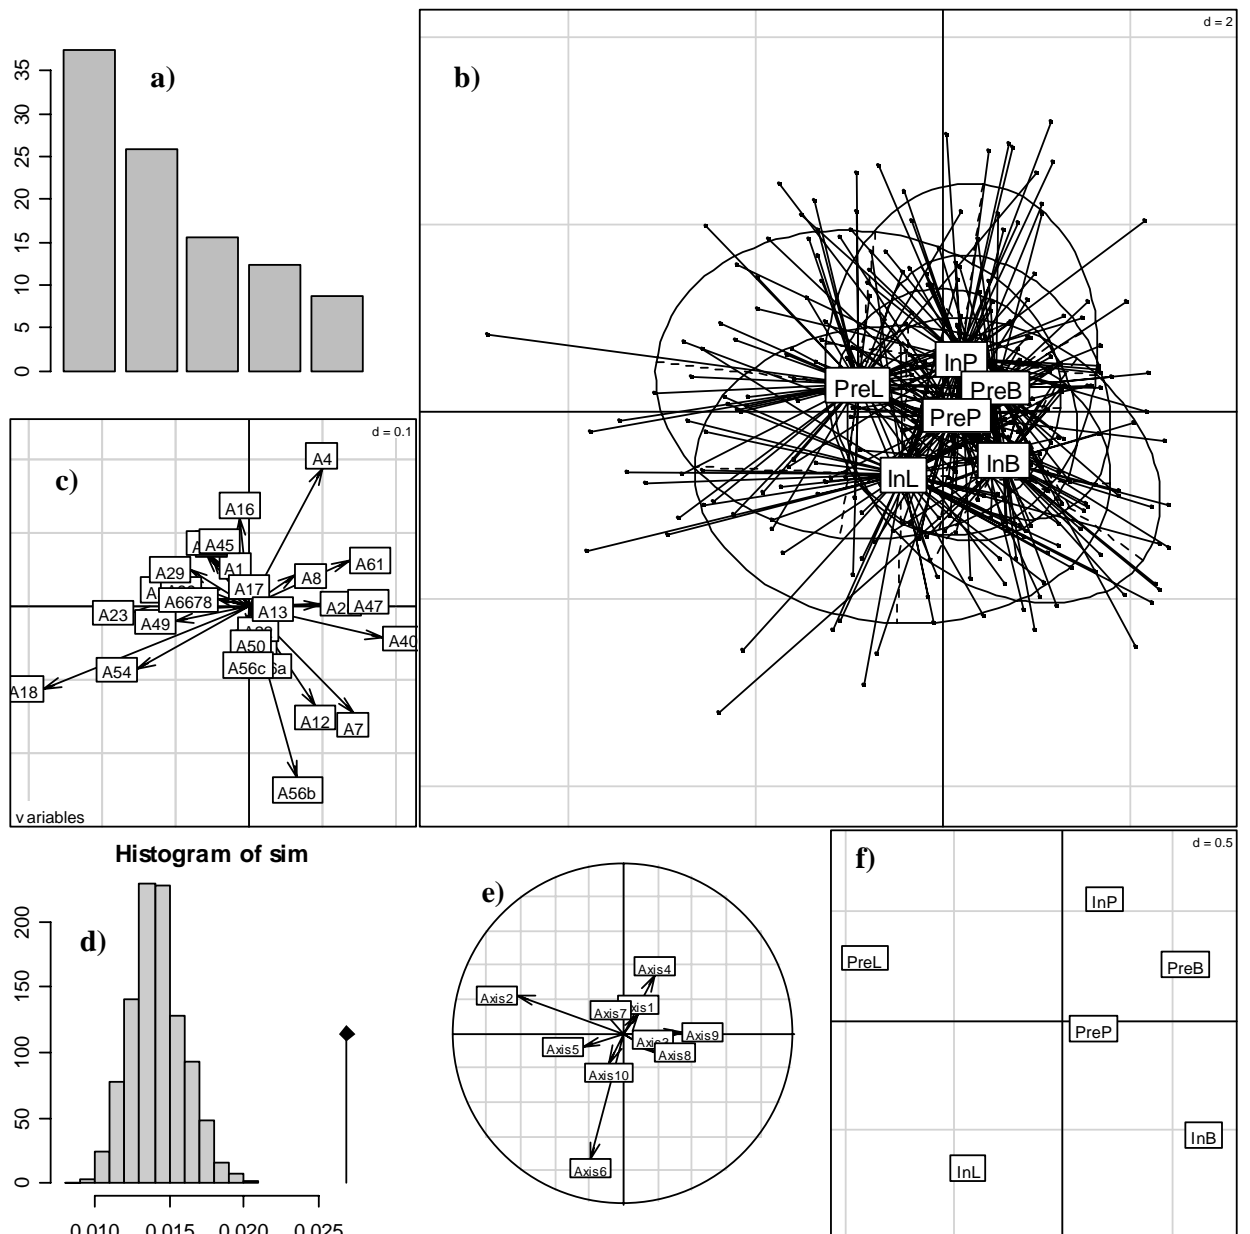 a)
35
30
25
20
15
10
5
0
b)
d = 2
InP
PreL
PreB
PreP
InB
InL
c)
d = 0.1
A4
A16
A45
A1
A61
A29
A8
A17
A6678
A13
A47
A23
A49
A40
A50
A56c
A54
A18
A12
A7
A56b
variables
Histogram of sim
d)
200
150
100
50
0
0.010 0.015 0.020 0.025
e)
Axis4
Axis2
Axis7
Axis9
Axis5
Axis8
Axis10
Axis6
f)
d = 0.5
InP
PreL
PreB
PreP
InB
InL